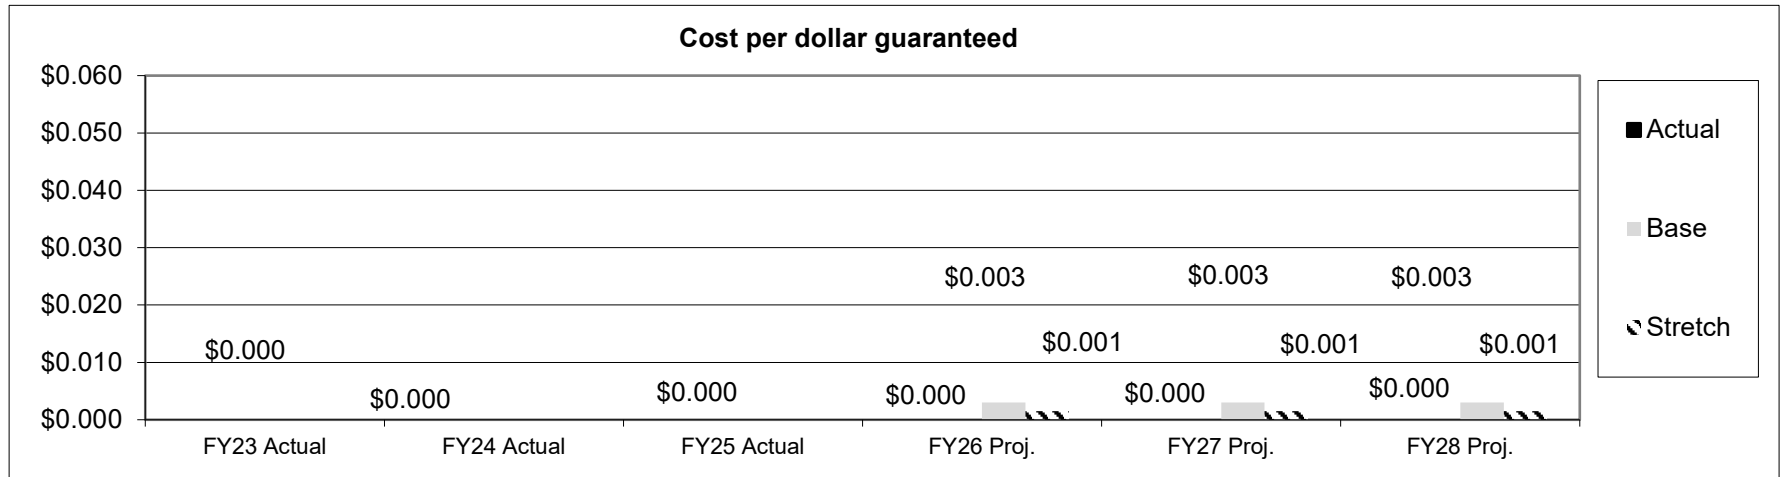 Cost per dollar guaranteed
$0.060
$0.050
$0.040
$0.030
$0.020
$0.010
$0.000
$0.003
$0.003
$0.003
$0.000
$0.001
$0.001
$0.001
$0.000
$0.000
$0.000
$0.000
$0.000
FY23 Actual
FY24 Actual
FY25 Actual
FY26 Proj.
FY27 Proj.
FY28 Proj.
Actual
Base
Stretch